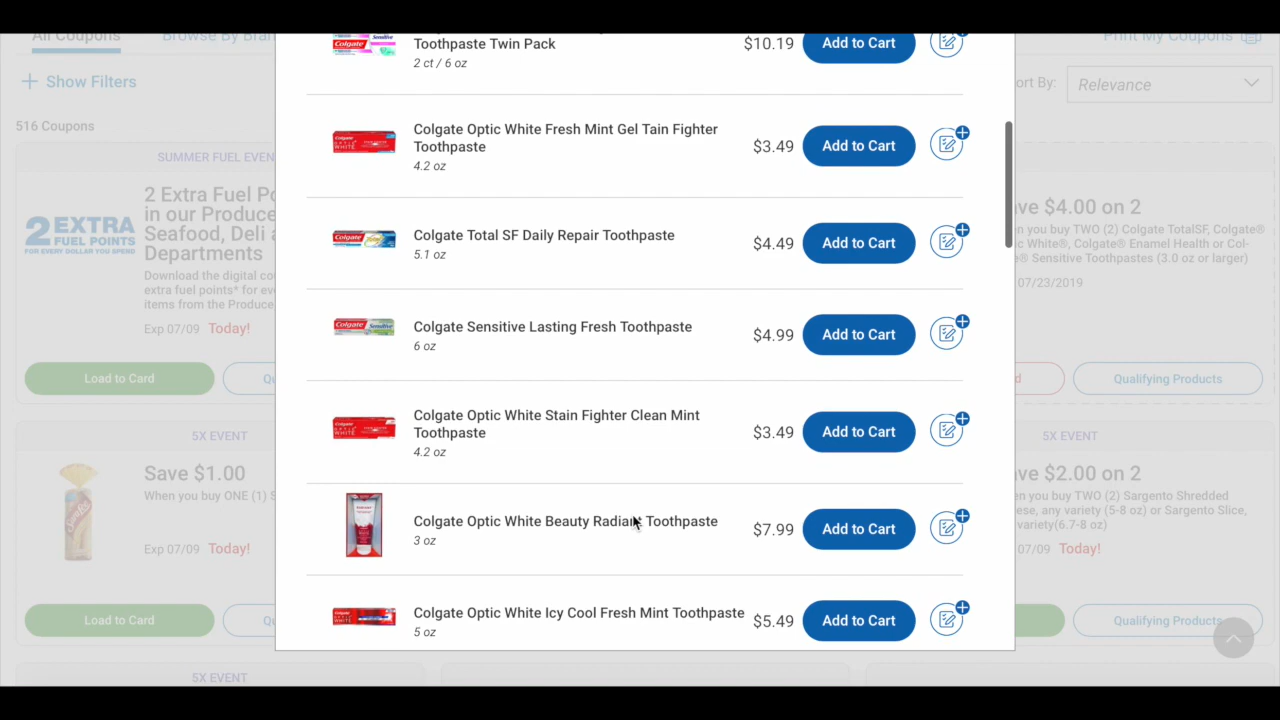 All Coupons
Browse By Bran
Print My Coupons
Show Filters
ort By:
Relevance
516 Coupons
SUMMER FUEL EVEN
2 EXTRA
FUEL POINTS
FOR EVERY DOLLAR YOU SPEND
2 Extra Fuel Po
in our Produce
Seafood, Deli a
Departments
Download the digital co
extra fuel points* for ev
items from the Produce
Exp 07/09 Today!
Load to Card
Qu
5X EVENT
Save $1.00
When you buy ONE (1) S
Exp 07/09 Today!
Load to Card
Qu
5X EVENT
Colgate
Toothpaste Twin Pack
2 ct / 6 oz
$10.19
Add to Cart
Colgate Optic White Fresh Mint Gel Tain Fighter
Toothpaste
4.2 oz
$3.49
Add to Cart
Colgate
Colgate Total SF Daily Repair Toothpaste
5.1 oz
$4.49
Add to Cart
Colgate Sensitive
Colgate Sensitive Lasting Fresh Toothpaste
6 oz
$4.99
Add to Cart
Colgate Optic White Stain Fighter Clean Mint
Toothpaste
4.2 oz
$3.49
Add to Cart
Colgate Optic White Beauty Radiant Toothpaste
3 oz
$7.99
Add to Cart
Colgate Optic White Icy Cool Fresh Mint Toothpaste
5 oz
$5.49
Add to Cart
ve $4.00 on 2
n you buy TWO (2) Colgate TotalSF, Colgate®
c White®, Colgate® Enamel Health or Col-
® Sensitive Toothpastes (3.0 oz or larger)
07/23/2019
d
Qualifying Products
5X EVENT
ve $2.00 on 2
n you buy TWO (2) Sargento Shredded
ese, any variety (5-8 oz) or Sargento Slice,
variety(6.7-8 oz)
07/09 Today!
Qualifying Products